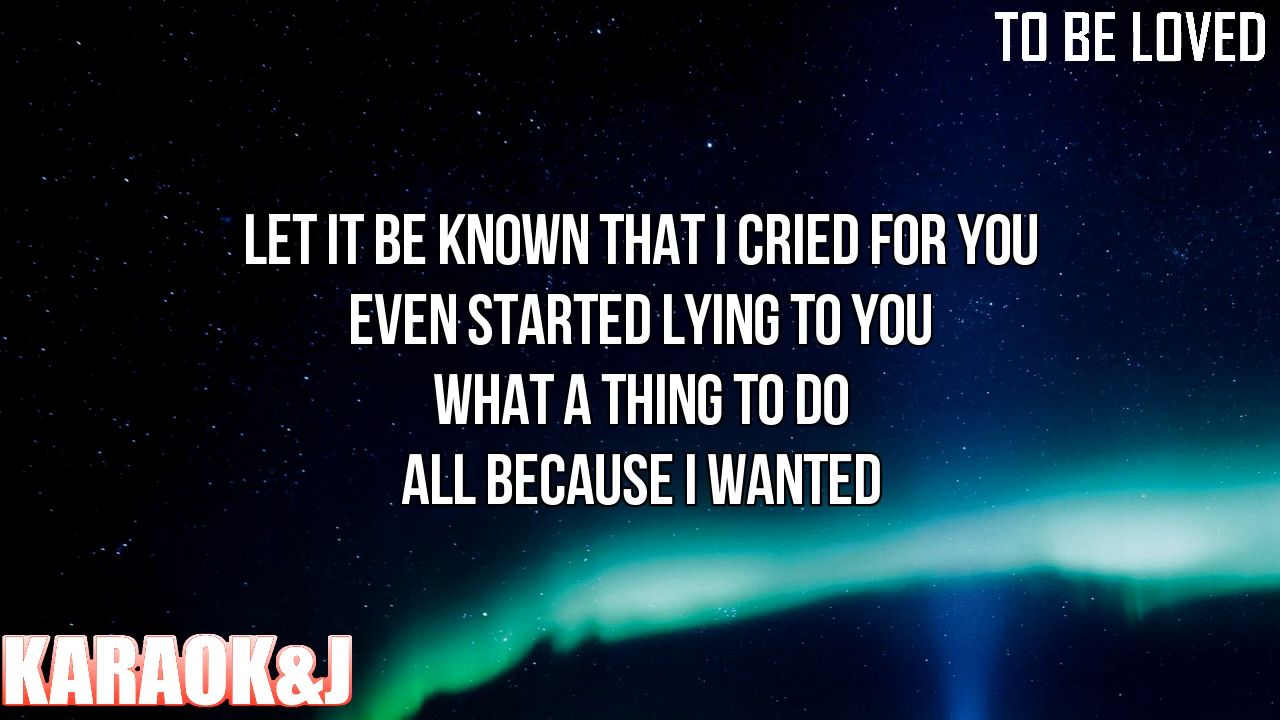 TO BE LOVED
LET IT BE KNOWN THAT I CRIED FOR YOU
EVEN STARTED LYING TO YOU
WHAT A THING TO DO
ALL BECAUSE I WANTED
KARAOK&J